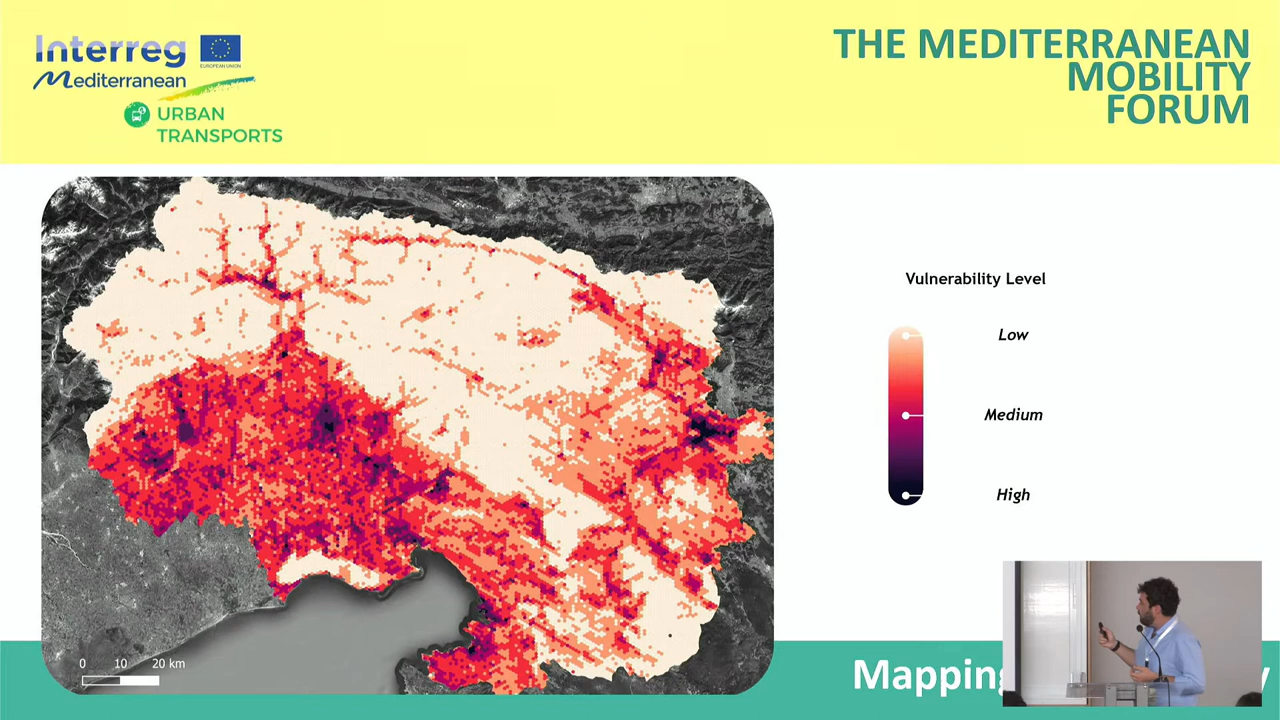 Interreg
EUROPEAN UNION
Mediterranean
URBAN
TRANSPORTS
THE MEDITERRANEAN
MOBILITY
FORUM
Vulnerability Level
Low
Medium
High
0 10 20 km
Mapping